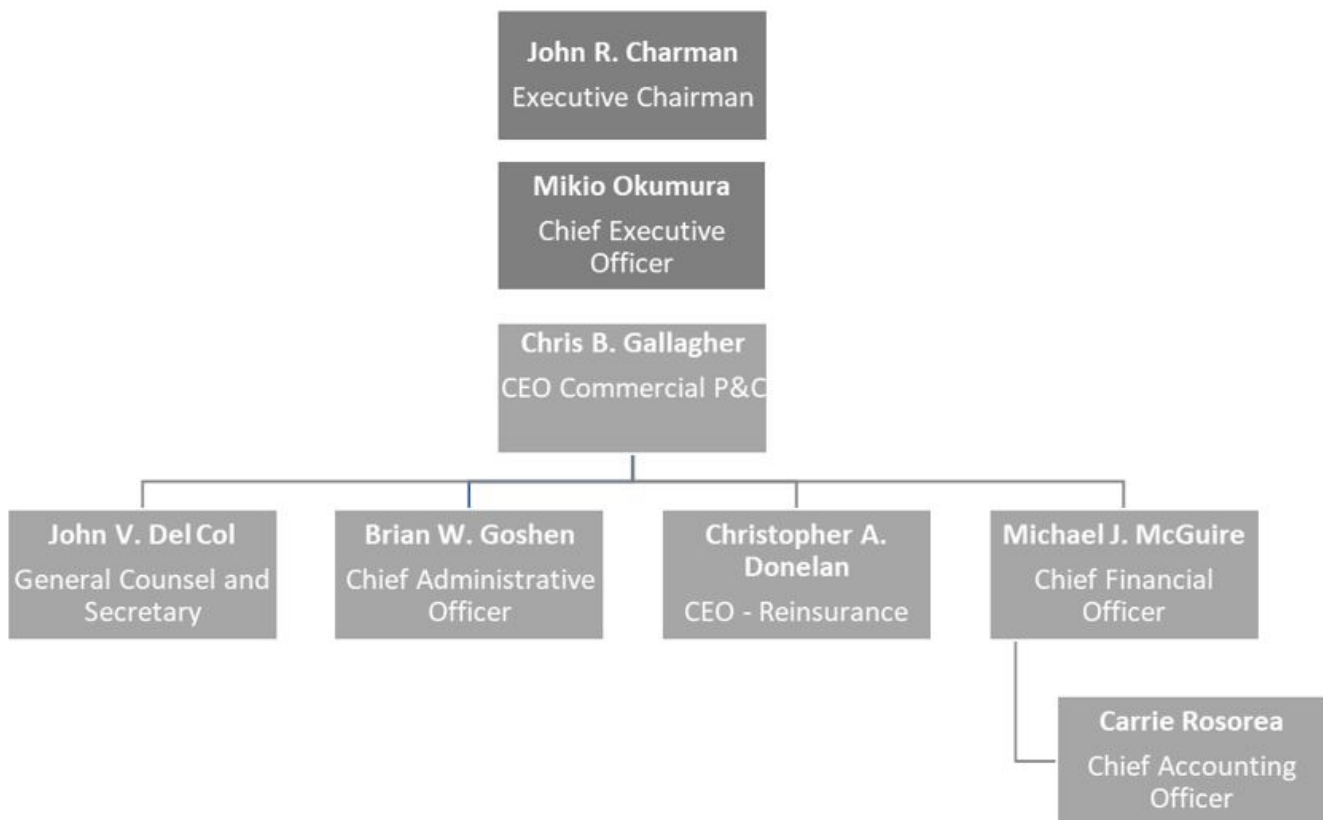 John R. Charman
Executive Chairman
Mikio Okumura
Chief Executive
Officer
Chris B. Gallagher
CEO Commercial P&C
John V. Del Col
General Counsel and
Secretary
Brian W. Goshen
Chief Administrative
Officer
Christopher A.
Donelan
CEO - Reinsurance
Michael J. McGuire
Chief Financial
Officer
Carrie Rosorea
Chief Accounting
Officer